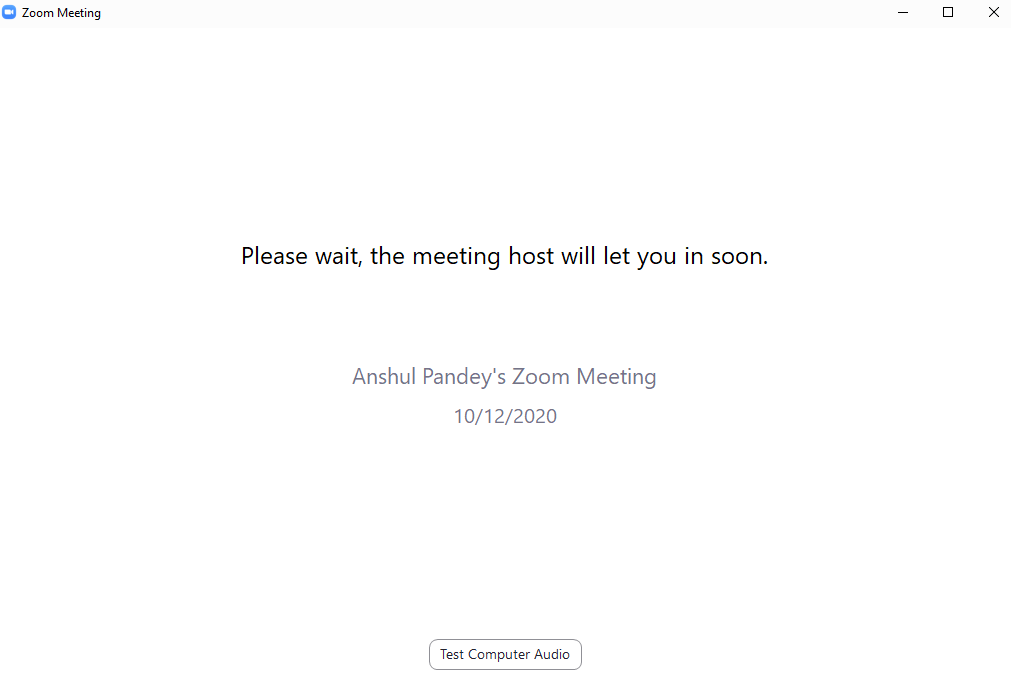 Zoom Meeting
Please wait, the meeting host will let you in soon.
Anshul Pandey's Zoom Meeting
10/12/2020
Test Computer Audio